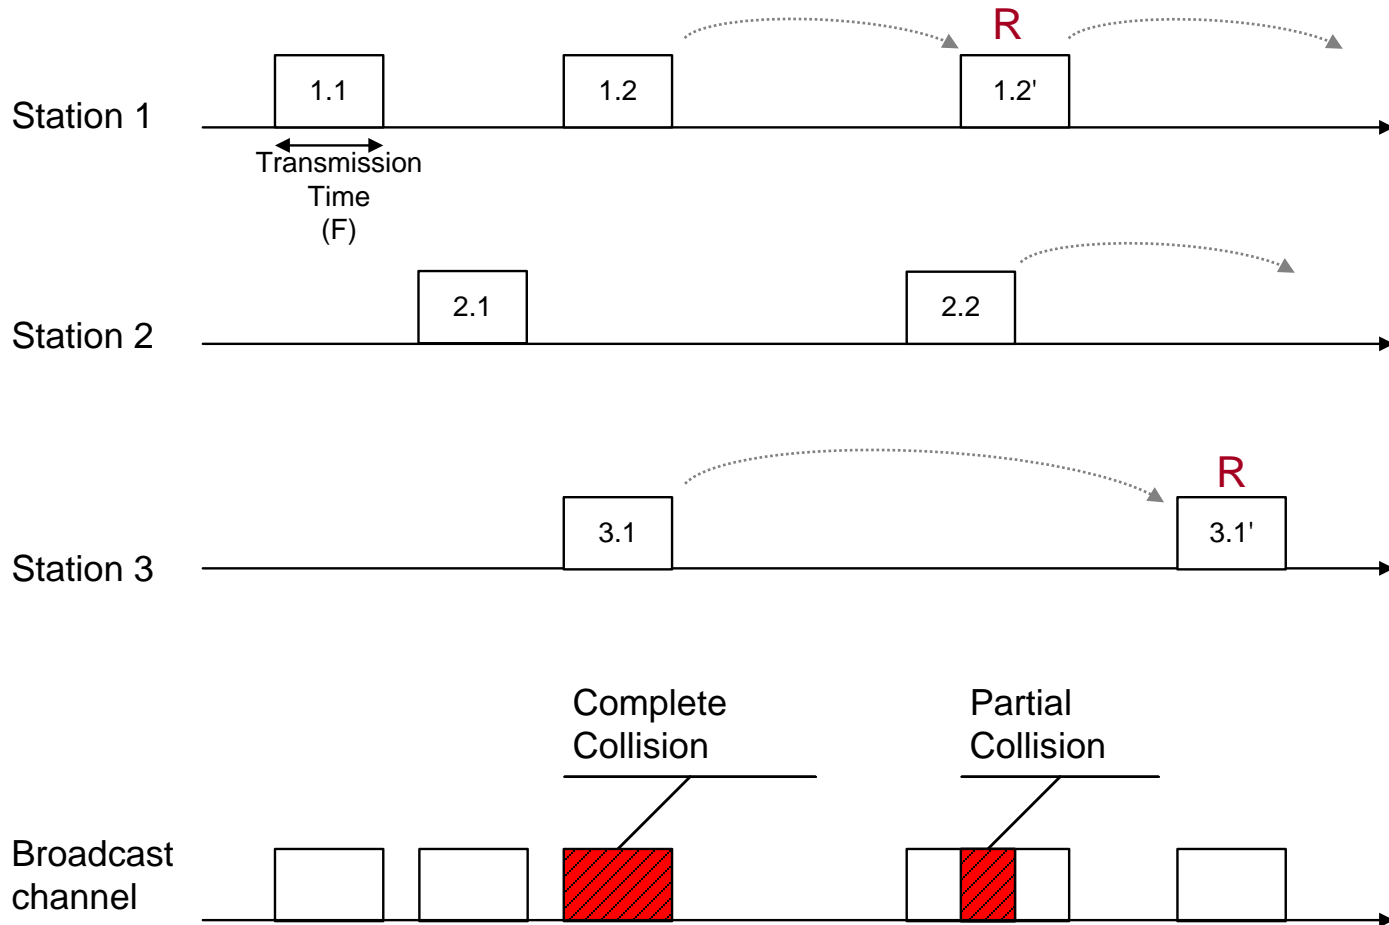 R
1.1
1.2
1.2'
Station 1
Transmission
Time
(F)
2.1
2.2
Station 2
R
3.1
3.1'
Station 3
Complete
Collision
Partial
Collision
Broadcast
channel